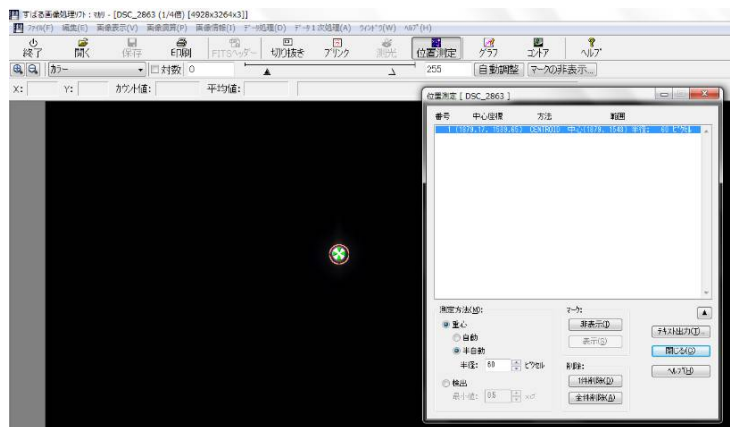 すばる画像処理ソフト:マカリ - [DSC_2863 (1/4倍) [4928x3264x3]]
ファイル(F) 編集(E) 画像表示(V) 画像演算(P) 画像情報(I) データ処理(D) データ1次処理(A) ウインドウ(W) ヘルプ(H)
終了 開く 保存 印刷 FITSヘッダー 切り抜き ブリンク 測光 位置測定 グラフ コントア ヘルプ
カラー 対数 0 255 自動調整 マークの非表示...
X: Y: カウント値: 平均値:
位置測定 [ DSC_2863 ]
番号 中心座標 方法 範囲
測定方法(M):
重心
自動
半自動
半径: 60 ピクセル
検出
最小値:
マーク:
非表示(I)
表示(S)
削除:
1件削除(D)
全件削除(A)
テキスト出力(T)...
閉じる(C)
ヘルプ(H)